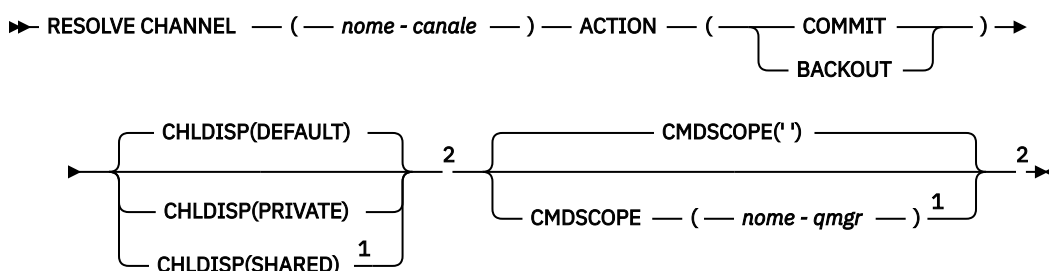 RESOLVE CHANNEL ( nome - canale ) ACTION ( COMMIT )
BACKOUT
CHLDISP(DEFAULT) 2 CMDSCOPE(' ') 2
CHLDISP(PRIVATE) CMDSCOPE ( nome - qmgr ) 1
CHLDISP(SHARED) 1